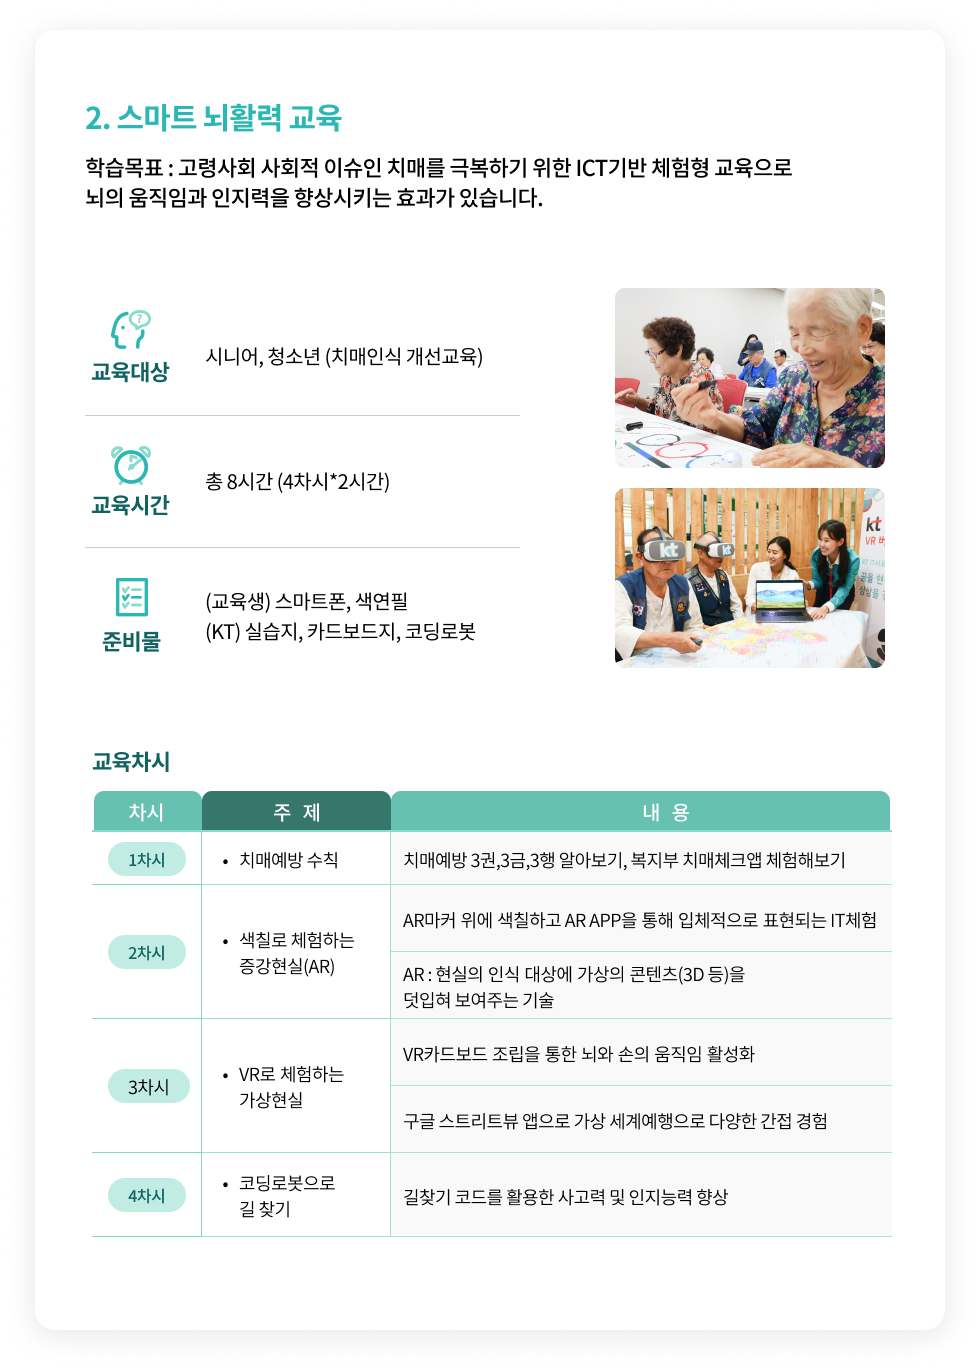 2. 스마트 뇌활력 교육
학습목표 : 고령사회 사회적 이슈인 치매를 극복하기 위한 ICT기반 체험형 교육으로
뇌의 움직임과 인지력을 향상시키는 효과가 있습니다.
?
교육대상
시니어, 청소년 (치매인식 개선교육)
교육시간
총 8시간 (4차시*2시간)
준비물
(교육생) 스마트폰, 색연필
(KT) 실습지, 카드보드지, 코딩로봇
kt
kt
kt
VR
꿈을
상상을
교육차시
차시
주 제
내 용
1차시
• 치매예방 수칙
치매예방 3권,3금,3행 알아보기, 복지부 치매체크앱 체험해보기
2차시
• 색칠로 체험하는
증강현실(AR)
AR마커 위에 색칠하고 AR APP을 통해 입체적으로 표현되는 IT체험
AR : 현실의 인식 대상에 가상의 콘텐츠(3D 등)을
덧입혀 보여주는 기술
3차시
• VR로 체험하는
가상현실
VR카드보드 조립을 통한 뇌와 손의 움직임 활성화
구글 스트리트뷰 앱으로 가상 세계예행으로 다양한 간접 경험
4차시
• 코딩로봇으로
길 찾기
길찾기 코드를 활용한 사고력 및 인지능력 향상